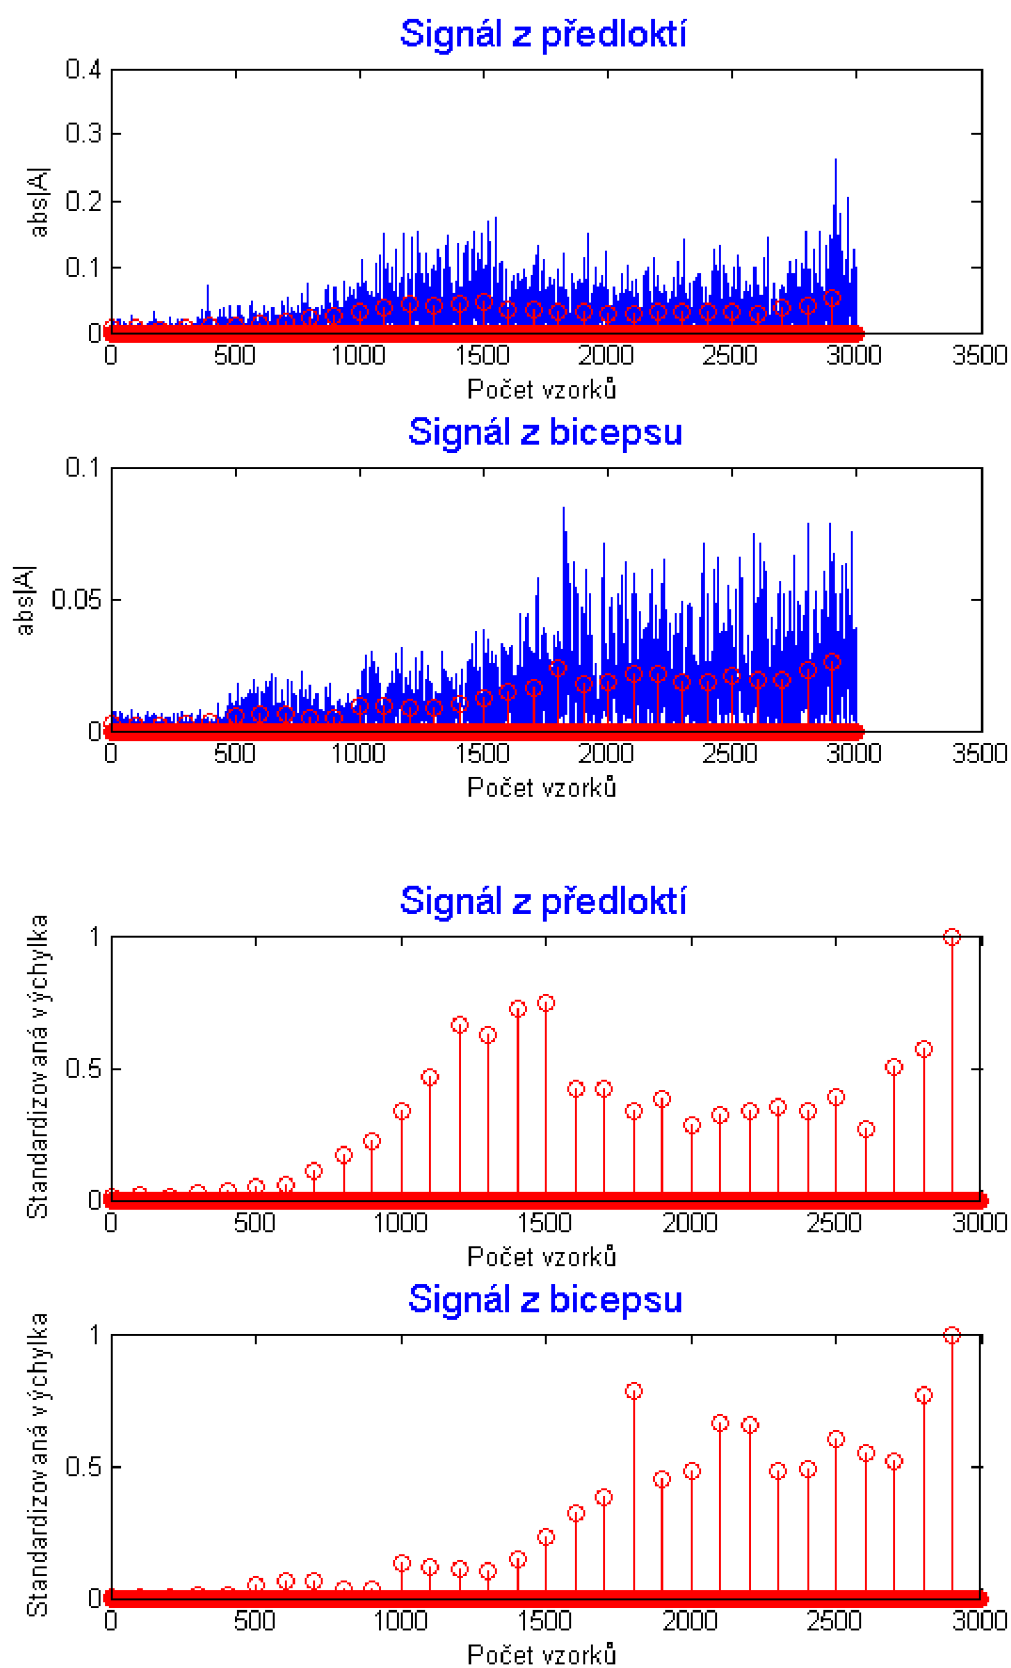 Signál z předloktí
0.4
0.3
0.2
0.1
0
abs|A|
0 500 1000 1500 2000 2500 3000 3500
Počet vzorků
Signál z bicepsu
0.1
0.05
0
abs|A|
0 500 1000 1500 2000 2500 3000 3500
Počet vzorků
Signál z předloktí
1
0.5
0
Standardizovaná výchylka
0 500 1000 1500 2000 2500 3000
Počet vzorků
Signál z bicepsu
1
0.5
0
Standardizovaná výchylka
0 500 1000 1500 2000 2500 3000
Počet vzorků